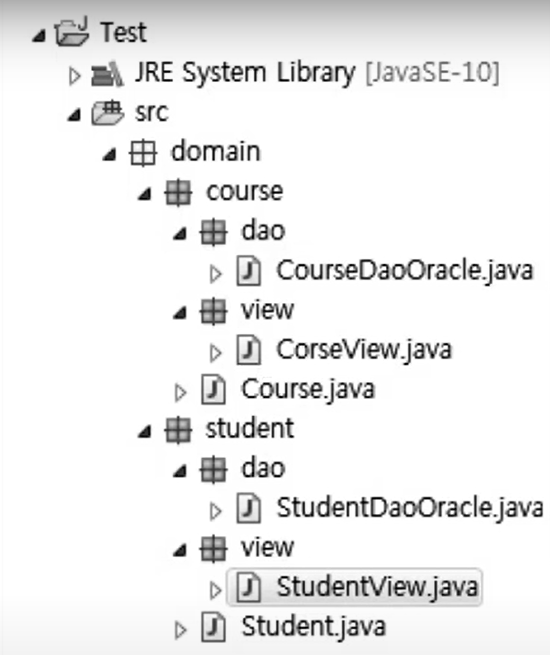 Test
JRE System Library [JavaSE-10]
src
domain
course
dao
CourseDaoOracle.java
view
CorseView.java
Course.java
student
dao
StudentDaoOracle.java
view
StudentView.java
Student.java